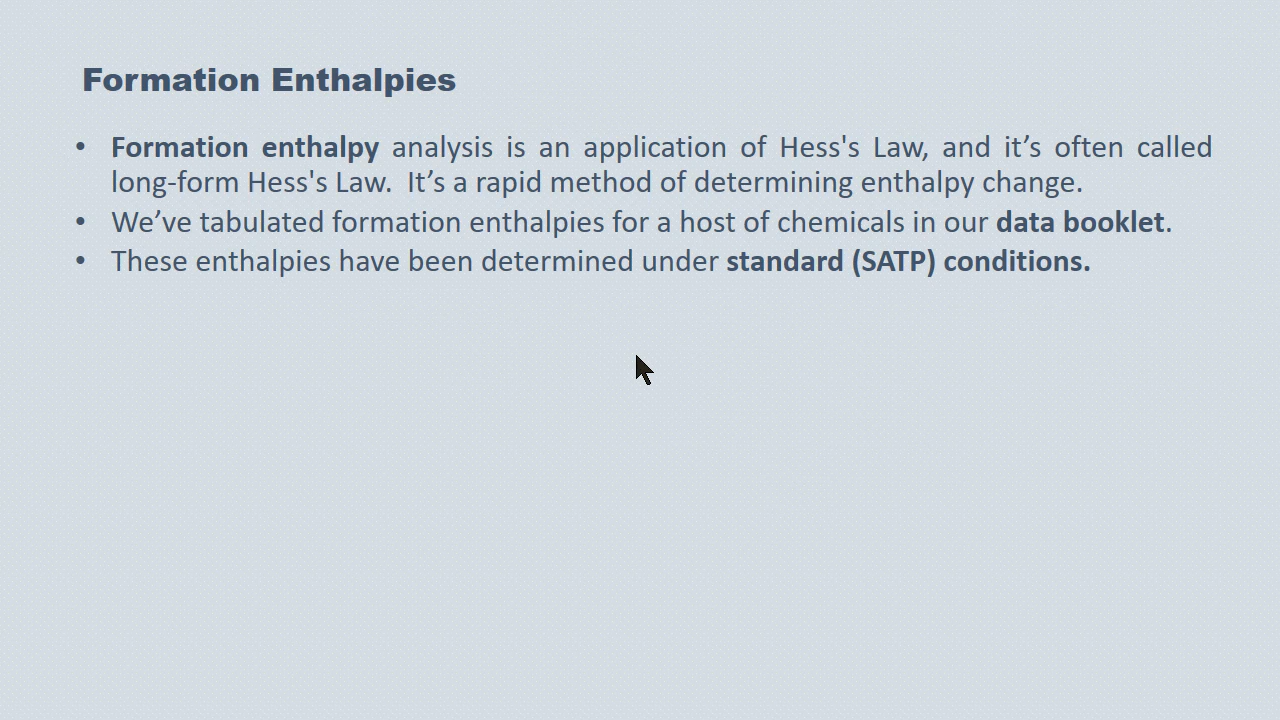 Formation Enthalpies
• Formation enthalpy analysis is an application of Hess's Law, and it’s often called
long-form Hess's Law.  It’s a rapid method of determining enthalpy change.
• We’ve tabulated formation enthalpies for a host of chemicals in our data booklet.
• These enthalpies have been determined under standard (SATP) conditions.